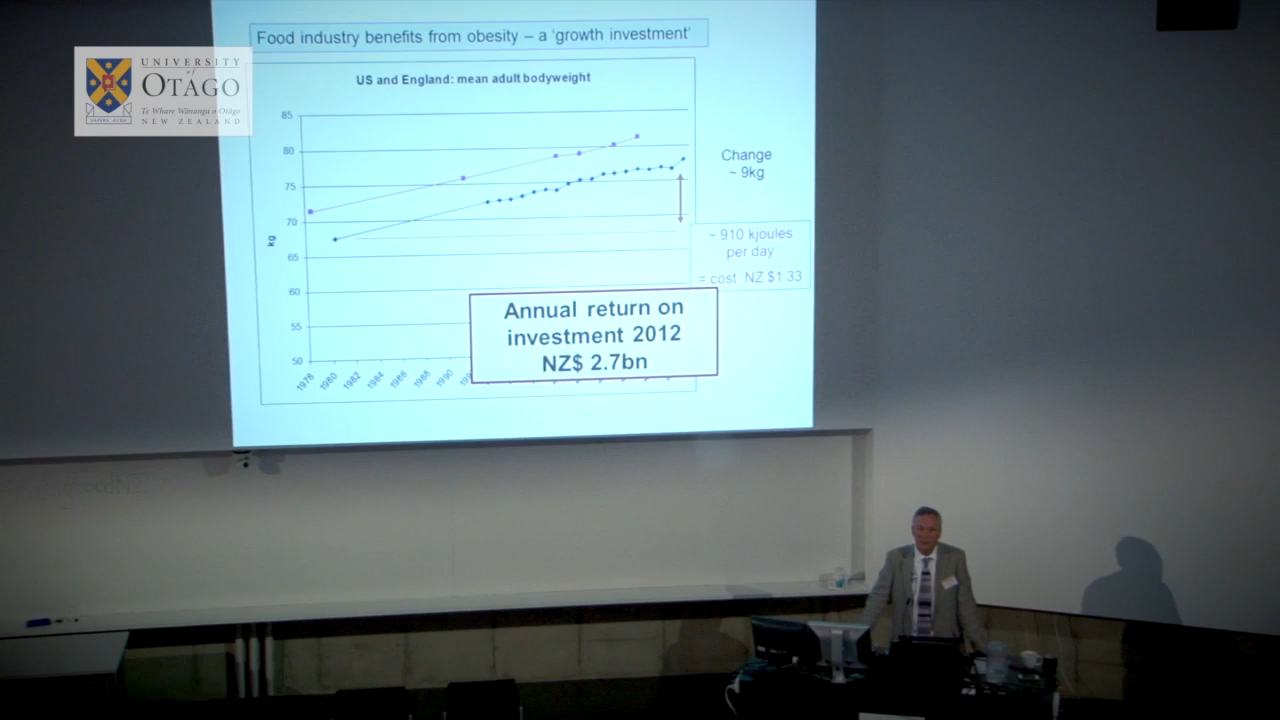 Food industry benefits from obesity – a 'growth investment'
UNIVERSITY
of
OTAGO
Te Whare Wānanga o Otāgo
NEW ZEALAND
SAPERE AUDE
US and England: mean adult bodyweight
85
80
75
70
65
60
55
50
kg
1978
1980
1982
1984
1986
1988
1990
Change
~ 9kg
~ 910 kjoules
per day
= cost NZ $1.33
Annual return on
investment 2012
NZ$ 2.7bn